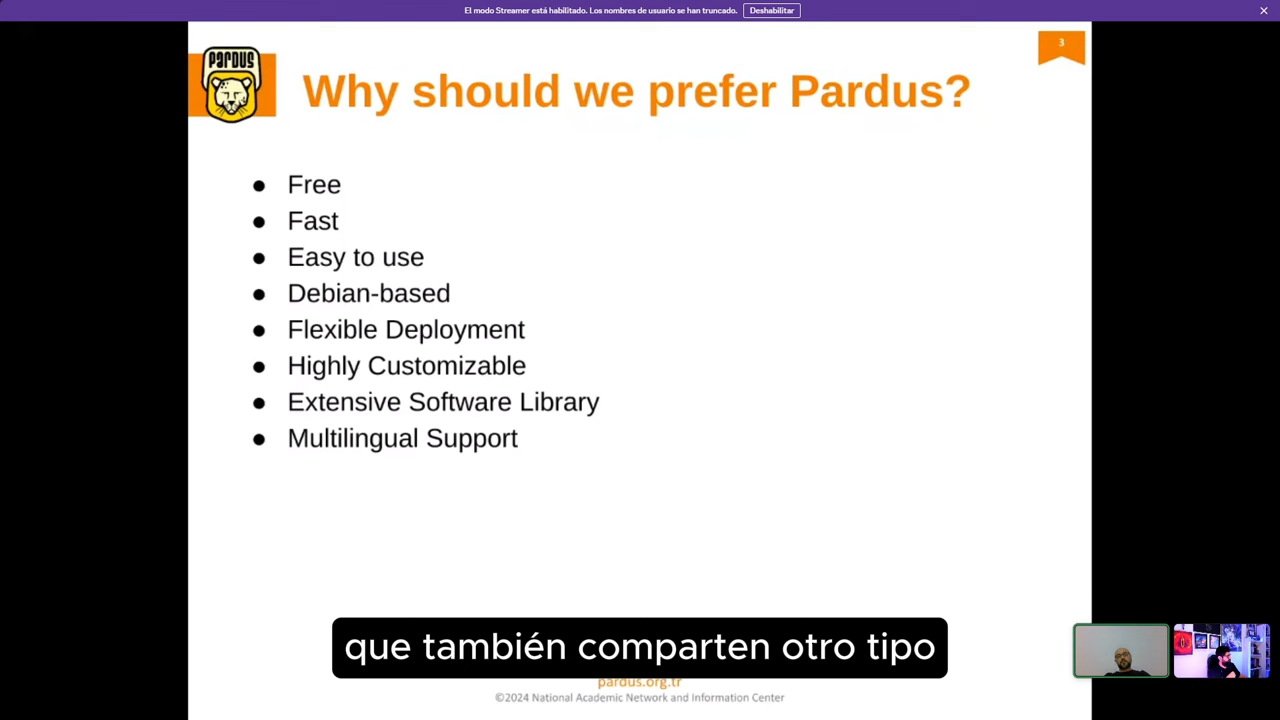 El modo Streamer está habilitado. Los nombres de usuario se han truncado. Deshabilitar
PARDUS
3
Why should we prefer Pardus?
● Free
● Fast
● Easy to use
● Debian-based
● Flexible Deployment
● Highly Customizable
● Extensive Software Library
● Multilingual Support
que también comparten otro tipo
pardus.org.tr
©2024 National Academic Network and Information Center